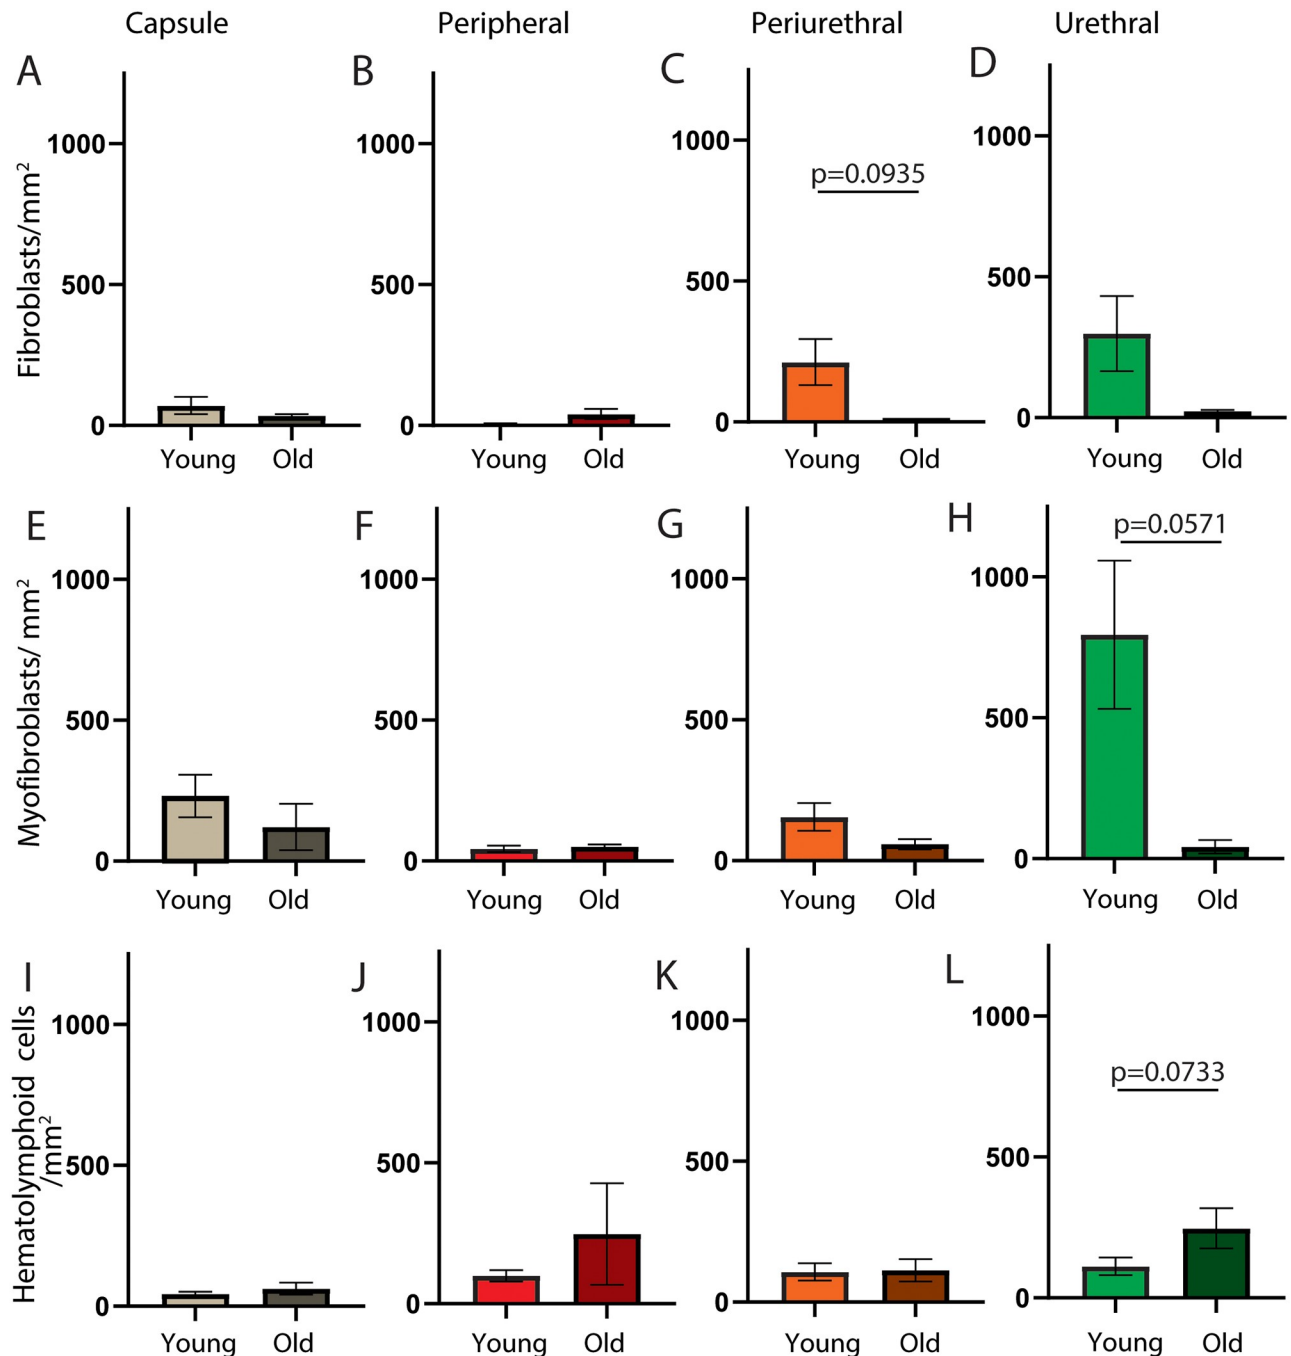 Capsule Peripheral Periurethral Urethral
A B C D
Fibroblasts/mm²
1000 1000 1000 1000
p=0.0935
500 500 500 500
0 0 0 0
Young Old Young Old Young Old Young Old
E F G H
Myofibroblasts/ mm²
p=0.0571
1000 1000 1000 1000
500 500 500 500
0 0 0 0
Young Old Young Old Young Old Young Old
I J K L
Hematolymphoid cells
/mm²
1000 1000 1000 1000
p=0.0733
500 500 500 500
0 0 0 0
Young Old Young Old Young Old Young Old